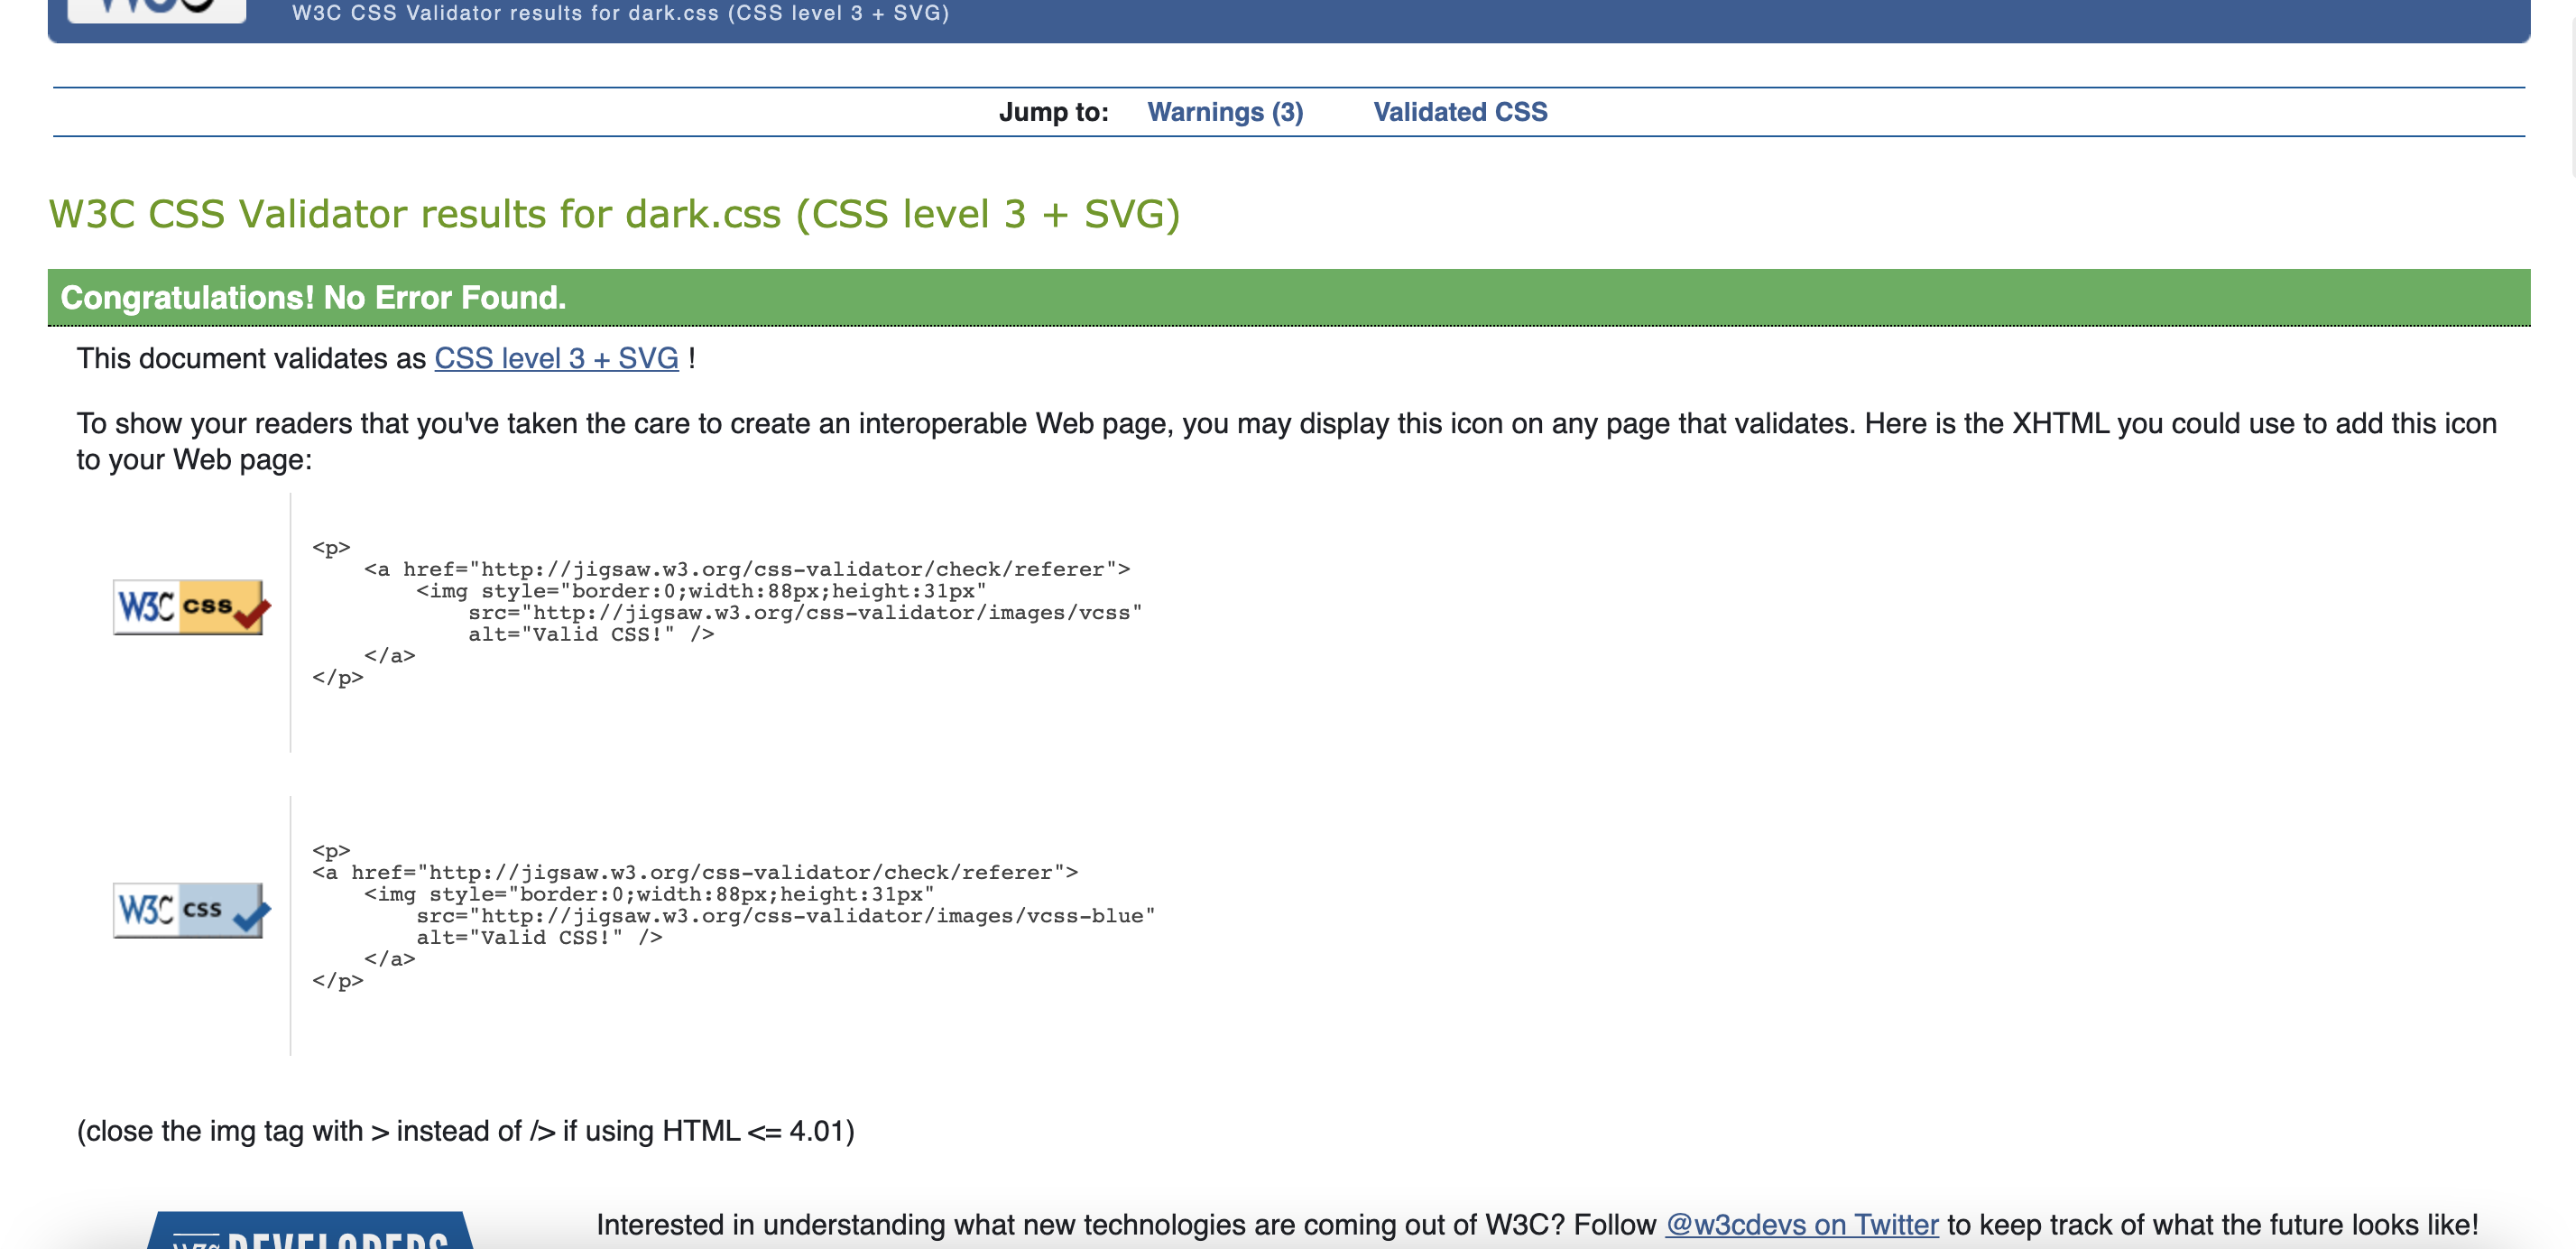 W3C CSS Validator results for dark.css (CSS level 3 + SVG)
Jump to: Warnings (3) Validated CSS
W3C CSS Validator results for dark.css (CSS level 3 + SVG)
Congratulations! No Error Found.
This document validates as CSS level 3 + SVG !
To show your readers that you've taken the care to create an interoperable Web page, you may display this icon on any page that validates. Here is the XHTML you could use to add this icon
to your Web page:
W3C css
<p>
    <a href="http://jigsaw.w3.org/css-validator/check/referer">
        <img style="border:0;width:88px;height:31px"
            src="http://jigsaw.w3.org/css-validator/images/vcss"
            alt="Valid CSS!" />
    </a>
</p>
W3C css
<p>
<a href="http://jigsaw.w3.org/css-validator/check/referer">
    <img style="border:0;width:88px;height:31px"
        src="http://jigsaw.w3.org/css-validator/images/vcss-blue"
        alt="Valid CSS!" />
    </a>
</p>
(close the img tag with > instead of /> if using HTML <= 4.01)
W3C DEVELOPERS
Interested in understanding what new technologies are coming out of W3C? Follow @w3cdevs on Twitter to keep track of what the future looks like!